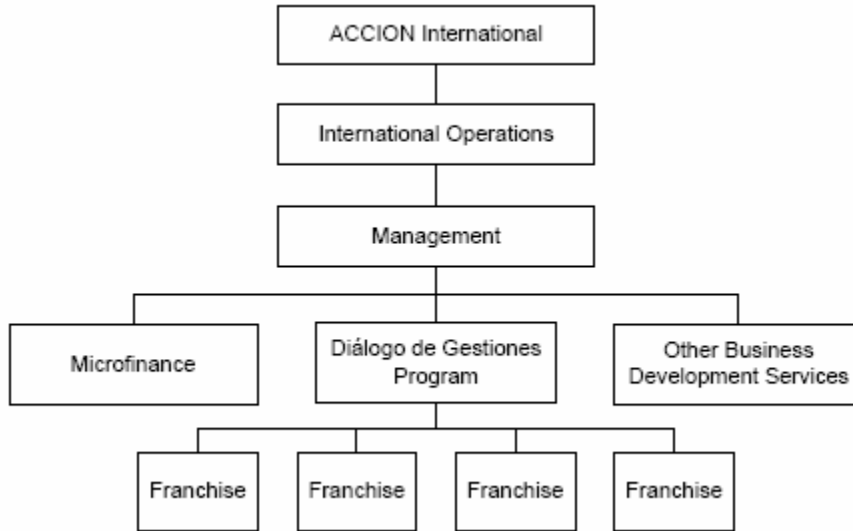 ACCION International
International Operations
Management
Microfinance
Diálogo de Gestiones
Program
Other Business
Development Services
Franchise
Franchise
Franchise
Franchise